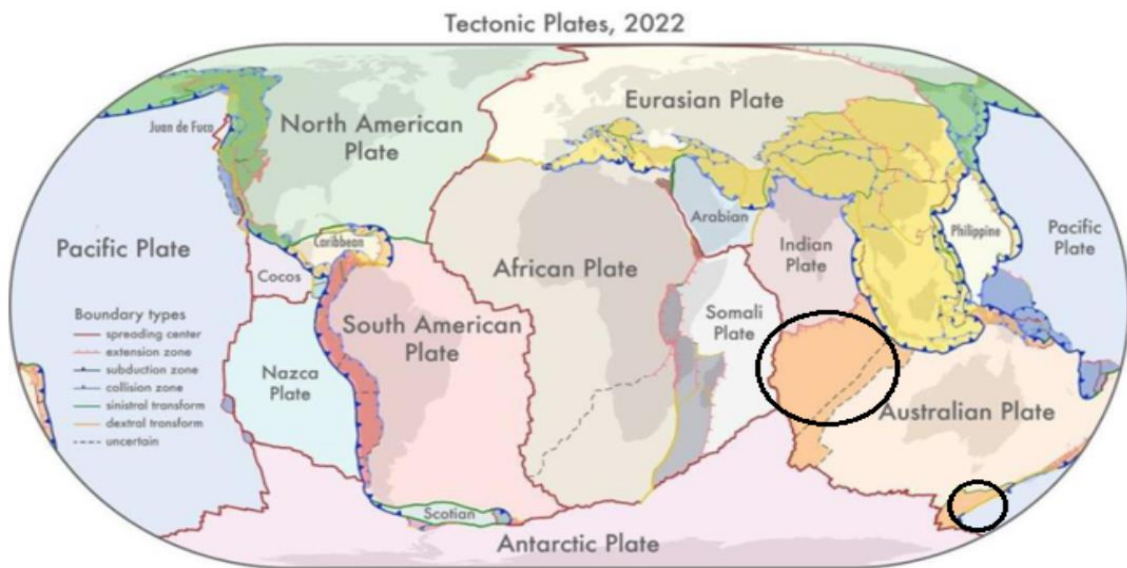 Tectonic Plates, 2022
Eurasian Plate
Juan de Fuca
North American
Plate
Arabian
Philippine
Caribbean
Pacific Plate
Pacific
Plate
Indian
Plate
Cocos
African Plate
Somali
Plate
Boundary types
spreading center
extension zone
subduction zone
collision zone
sinistral transform
dextral transform
uncertain
South American
Plate
Nazca
Plate
Australian Plate
Scotian
Antarctic Plate